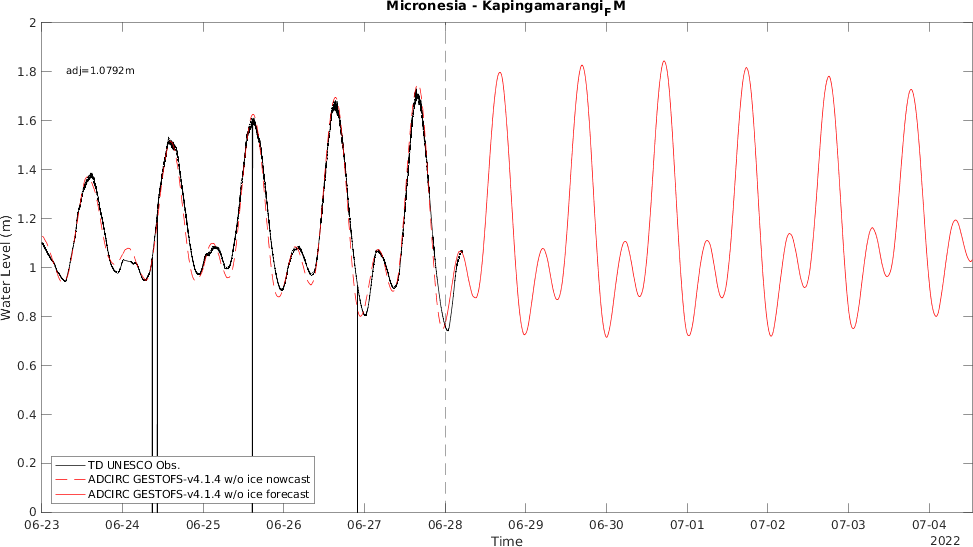 Micronesia - Kapingamarangi_FM
adj=1.0792m
Water Level (m)
2
1.8
1.6
1.4
1.2
1
0.8
0.6
0.4
0.2
0
TD UNESCO Obs.
ADCIRC GESTOFS-v4.1.4 w/o ice nowcast
ADCIRC GESTOFS-v4.1.4 w/o ice forecast
06-23 06-24 06-25 06-26 06-27 06-28 06-29 06-30 07-01 07-02 07-03 07-04
Time
2022